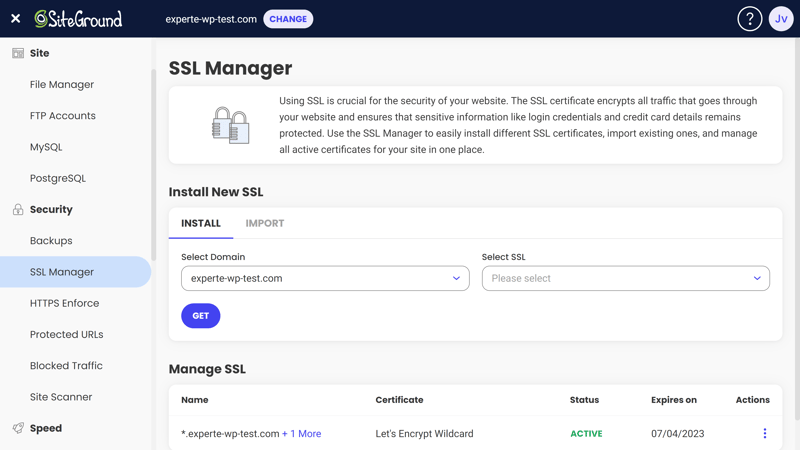 SiteGround
experte-wp-test.com CHANGE
?
Jv
Site
File Manager
FTP Accounts
MySQL
PostgreSQL
Security
Backups
SSL Manager
HTTPS Enforce
Protected URLs
Blocked Traffic
Site Scanner
Speed
SSL Manager
Using SSL is crucial for the security of your website. The SSL certificate encrypts all traffic that goes through
your website and ensures that sensitive information like login credentials and credit card details remains
protected. Use the SSL Manager to easily install different SSL certificates, import existing ones, and manage
all active certificates for your site in one place.
Install New SSL
INSTALL IMPORT
Select Domain Select SSL
experte-wp-test.com Please select
GET
Manage SSL
Name Certificate Status Expires on Actions
*.experte-wp-test.com + 1 More Let's Encrypt Wildcard ACTIVE 07/04/2023